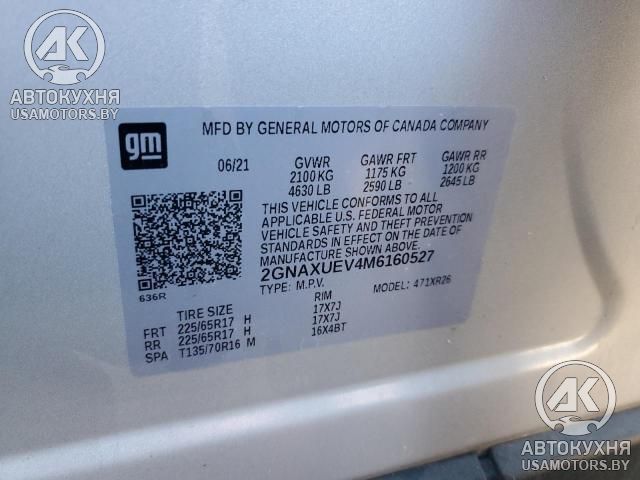 AK
АВТОКУХНЯ
USAMOTORS.BY
gm
MFD BY GENERAL MOTORS OF CANADA COMPANY
06/21 GVWR GAWR FRT GAWR RR
2100 KG 1175 KG 1200 KG
4630 LB 2590 LB 2645 LB
THIS VEHICLE CONFORMS TO ALL
APPLICABLE U.S. FEDERAL MOTOR
VEHICLE SAFETY AND THEFT PREVENTION
STANDARDS IN EFFECT ON THE DATE OF
MANUFACTURE SHOWN ABOVE.
2GNAXUEV4M6160527
TYPE: M.P.V. MODEL: 471XR26
636R
TIRE SIZE RIM
FRT 225/65R17 H 17X7J
RR 225/65R17 H 17X7J
SPA T135/70R16 M 16X4BT
AK
АВТОКУХНЯ
USAMOTORS.BY